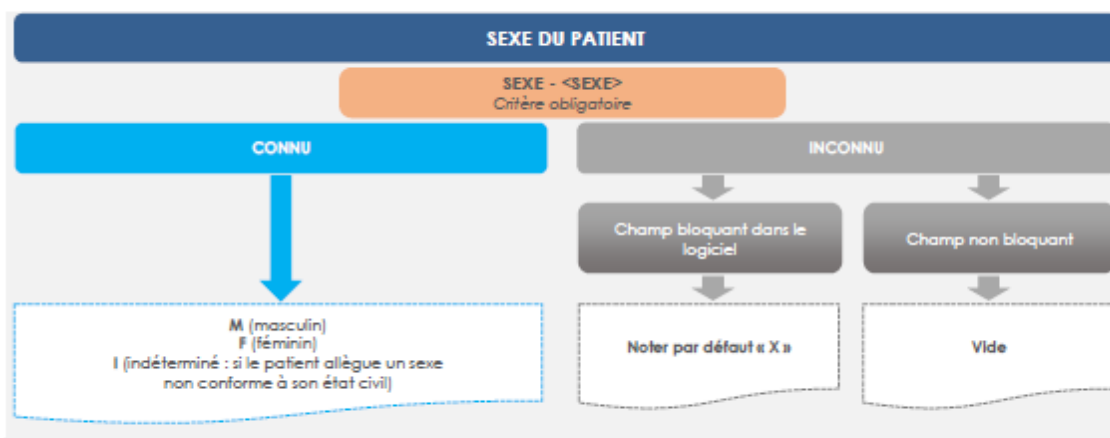 SEXE DU PATIENT
SEXE - <SEXE>
Critère obligatoire
CONNU
INCONNU
Champ bloquant dans le
logiciel
Champ non bloquant
M (masculin)
F (féminin)
I (indéterminé : si le patient allègue un sexe
non conforme à son état civil)
Noter par défaut « X »
Vide